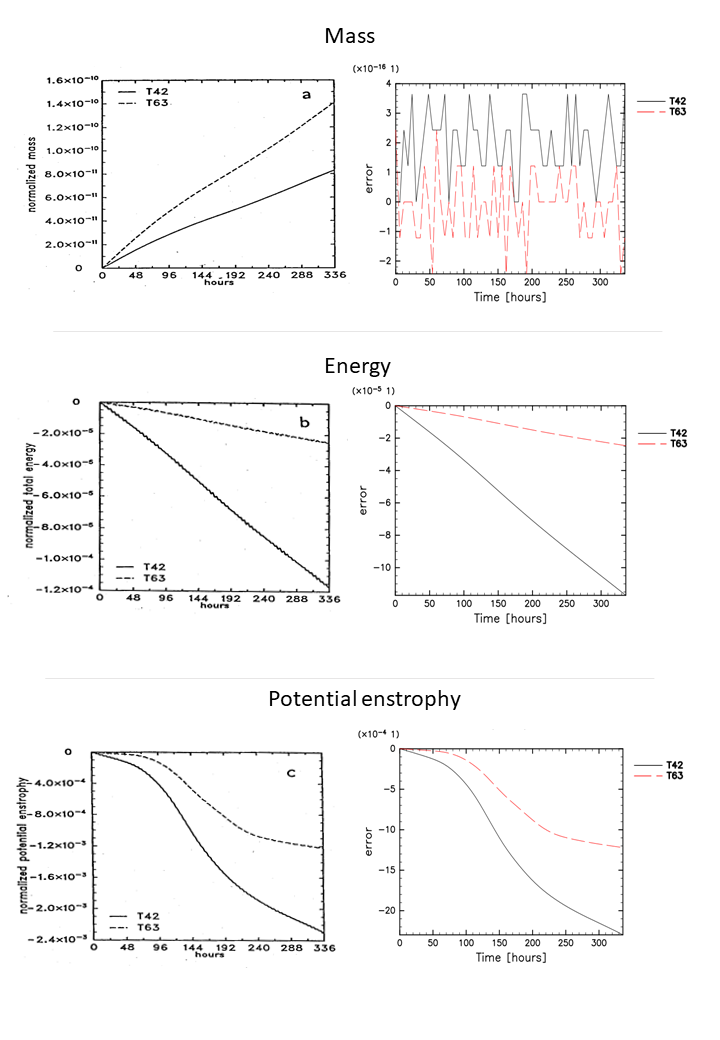 Mass
1.6×10⁻¹⁰
1.4×10⁻¹⁰
1.2×10⁻¹⁰
1.0×10⁻¹⁰
8.0×10⁻¹¹
6.0×10⁻¹¹
4.0×10⁻¹¹
2.0×10⁻¹¹
0
normalized mass
T42
T63
a
0 48 96 144 192 240 288 336
hours
(×10⁻¹⁶ 1)
4
3
2
1
0
−1
−2
error
0 50 100 150 200 250 300
Time [hours]
T42
T63
Energy
0
−2.0×10⁻⁵
−4.0×10⁻⁵
−6.0×10⁻⁵
−8.0×10⁻⁵
−1.0×10⁻⁴
−1.2×10⁻⁴
normalized total energy
b
T42
T63
0 48 96 144 192 240 288 336
hours
(×10⁻⁵ 1)
0
−2
−4
−6
−8
−10
error
0 50 100 150 200 250 300
Time [hours]
T42
T63
Potential enstrophy
0
−4.0×10⁻⁴
−8.0×10⁻⁴
−1.2×10⁻³
−1.6×10⁻³
−2.0×10⁻³
−2.4×10⁻³
normalized potential enstrophy
c
T42
T63
0 48 96 144 192 240 288 336
hours
(×10⁻⁴ 1)
0
−5
−10
−15
−20
error
0 50 100 150 200 250 300
Time [hours]
T42
T63